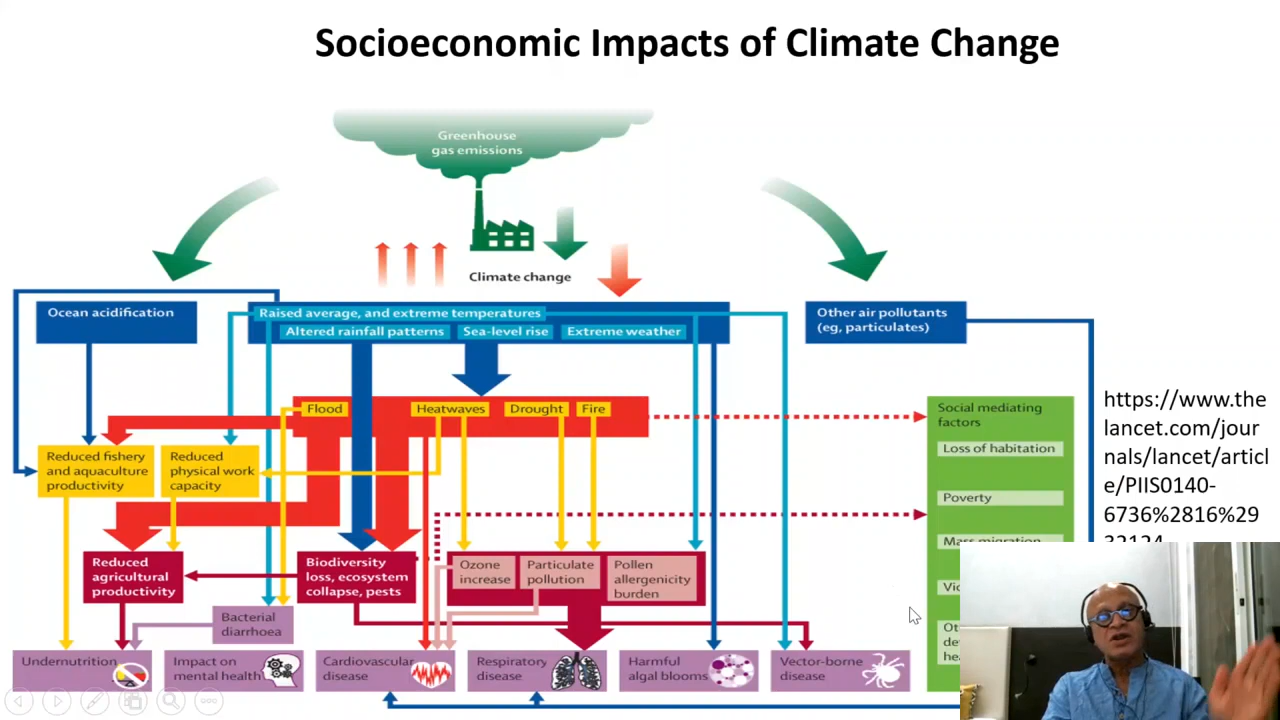 Socioeconomic Impacts of Climate Change
Greenhouse
gas emissions
Climate change
Ocean acidification
Raised average, and extreme temperatures
Altered rainfall patterns
Sea-level rise
Extreme weather
Other air pollutants
(eg, particulates)
Flood
Heatwaves
Drought
Fire
Social mediating
factors
Loss of habitation
Poverty
Mass migration
https://www.the
lancet.com/jour
nals/lancet/articl
e/PIIS0140-
6736%2816%29
32124-
Reduced fishery
and aquaculture
productivity
Reduced
physical work
capacity
Reduced
agricultural
productivity
Biodiversity
loss, ecosystem
collapse, pests
Ozone
increase
Particulate
pollution
Pollen
allergenicity
burden
Bacterial
diarrhoea
Undernutrition
Impact on
mental health
Cardiovascular
disease
Respiratory
disease
Harmful
algal blooms
Vector-borne
disease